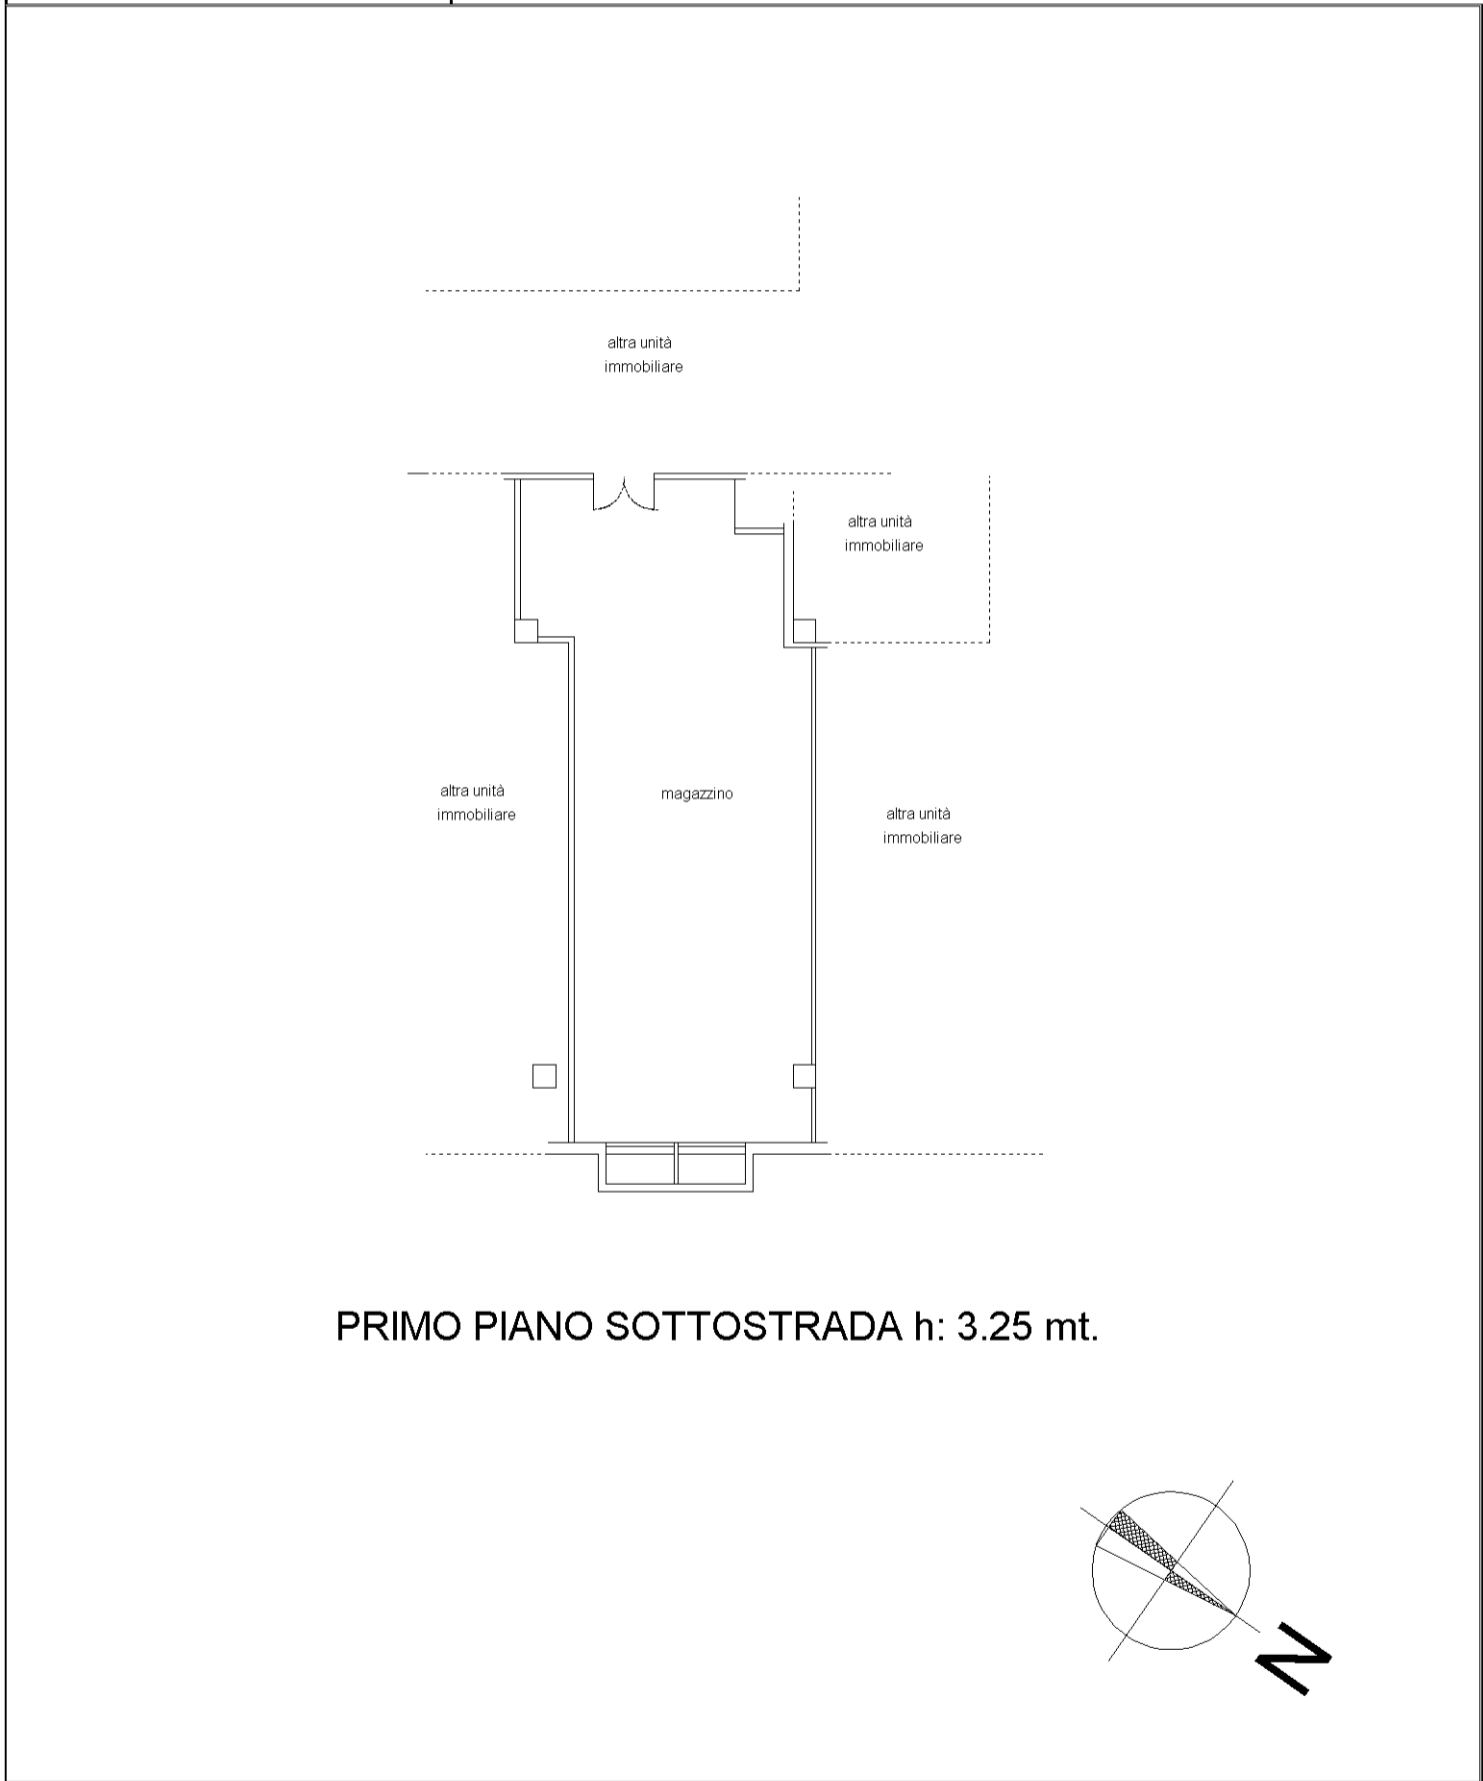 altra unità
immobiliare
altra unità
immobiliare
altra unità
immobiliare
magazzino
altra unità
immobiliare
PRIMO PIANO SOTTOSTRADA h: 3.25 mt.
N